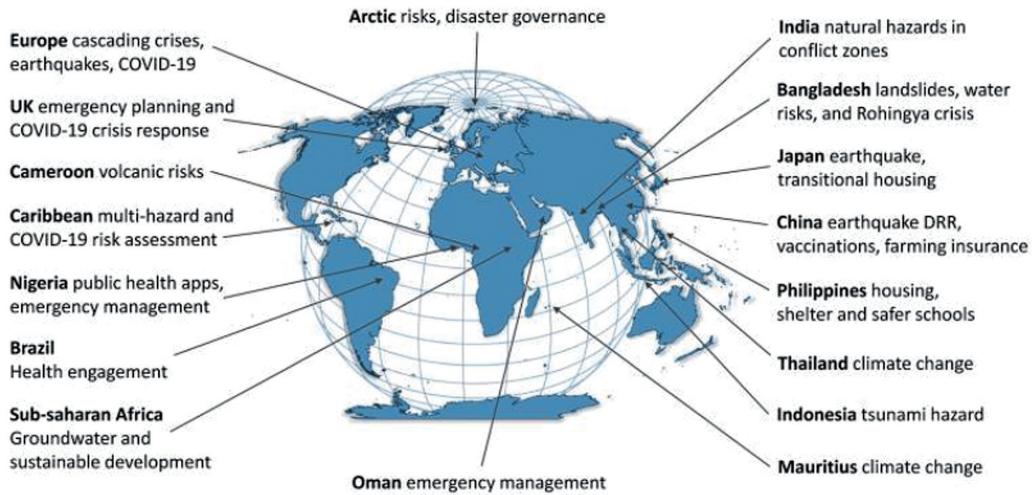 Arctic risks, disaster governance
Europe cascading crises,
earthquakes, COVID-19
UK emergency planning and
COVID-19 crisis response
Cameroon volcanic risks
Caribbean multi-hazard and
COVID-19 risk assessment
Nigeria public health apps,
emergency management
Brazil
Health engagement
Sub-saharan Africa
Groundwater and
sustainable development
Oman emergency management
India natural hazards in
conflict zones
Bangladesh landslides, water
risks, and Rohingya crisis
Japan earthquake,
transitional housing
China earthquake DRR,
vaccinations, farming insurance
Philippines housing,
shelter and safer schools
Thailand climate change
Indonesia tsunami hazard
Mauritius climate change